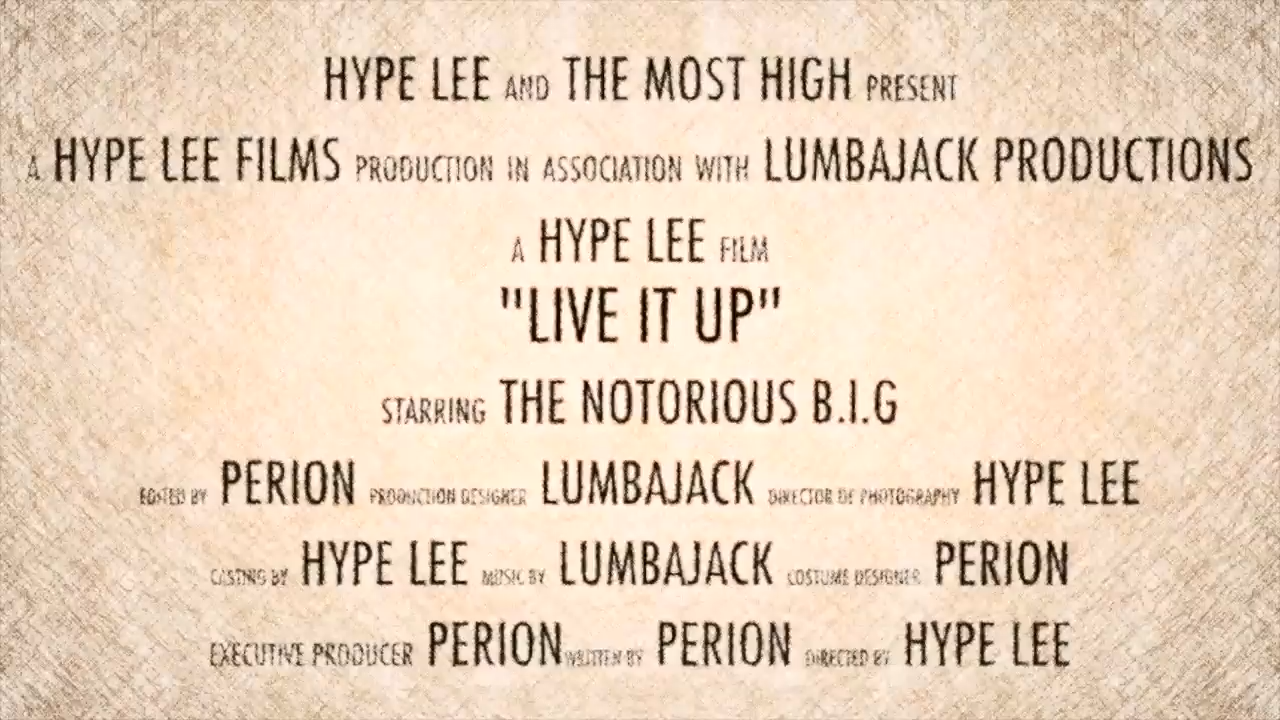 HYPE LEE AND THE MOST HIGH PRESENT
A HYPE LEE FILMS PRODUCTION IN ASSOCIATION WITH LUMBAJACK PRODUCTIONS
A HYPE LEE FILM
"LIVE IT UP"
STARRING THE NOTORIOUS B.I.G
EDITED BY PERION PRODUCTION DESIGNER LUMBAJACK DIRECTOR OF PHOTOGRAPHY HYPE LEE
CASTING BY HYPE LEE MUSIC BY LUMBAJACK COSTUME DESIGNER PERION
EXECUTIVE PRODUCER PERION WRITTEN BY PERION DIRECTED BY HYPE LEE